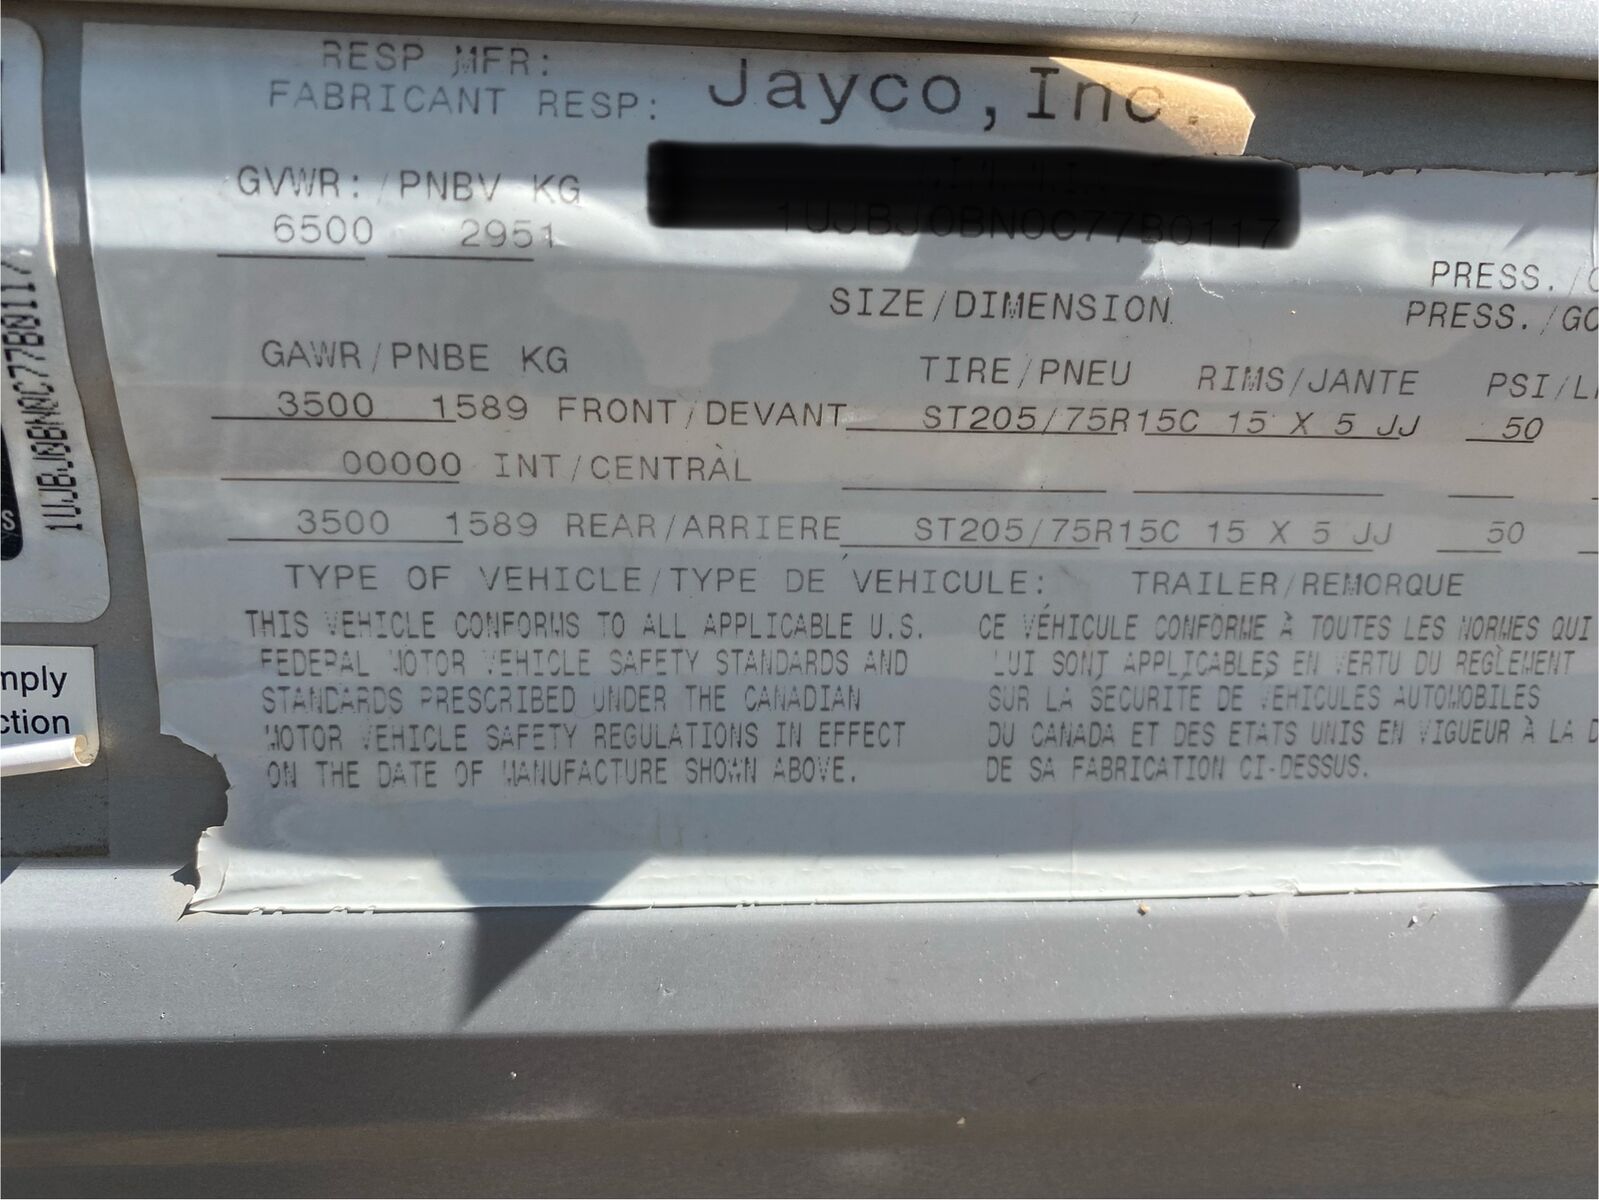 RESP MFR:
FABRICANT RESP: Jayco, Inc.
GVWR: /PNBV KG
6500 2951
1UJBJ0BN0C77B0117
SIZE/DIMENSION
PRESS./
PRESS./
GAWR/PNBE KG TIRE/PNEU RIMS/JANTE PSI/
3500 1589 FRONT/DEVANT ST205/75R15C 15 X 5 JJ 50
00000 INT/CENTRAL
3500 1589 REAR/ARRIERE ST205/75R15C 15 X 5 JJ 50
TYPE OF VEHICLE/TYPE DE VEHICULE: TRAILER/REMORQUE
THIS VEHICLE CONFORMS TO ALL APPLICABLE U.S.
FEDERAL MOTOR VEHICLE SAFETY STANDARDS AND
STANDARDS PRESCRIBED UNDER THE CANADIAN
MOTOR VEHICLE SAFETY REGULATIONS IN EFFECT
ON THE DATE OF MANUFACTURE SHOWN ABOVE.
CE VÉHICULE CONFORME À TOUTES LES NORMES QUI
LUI SONT APPLICABLES EN VERTU DU REGLEMENT
SUR LA SECURITE DE VEHICULES AUTOMOBILES
DU CANADA ET DES ETATS UNIS EN VIGUEUR À LA D
DE SA FABRICATION CI-DESSUS.
1UJBJ0BN0C77B0117
mply
ction